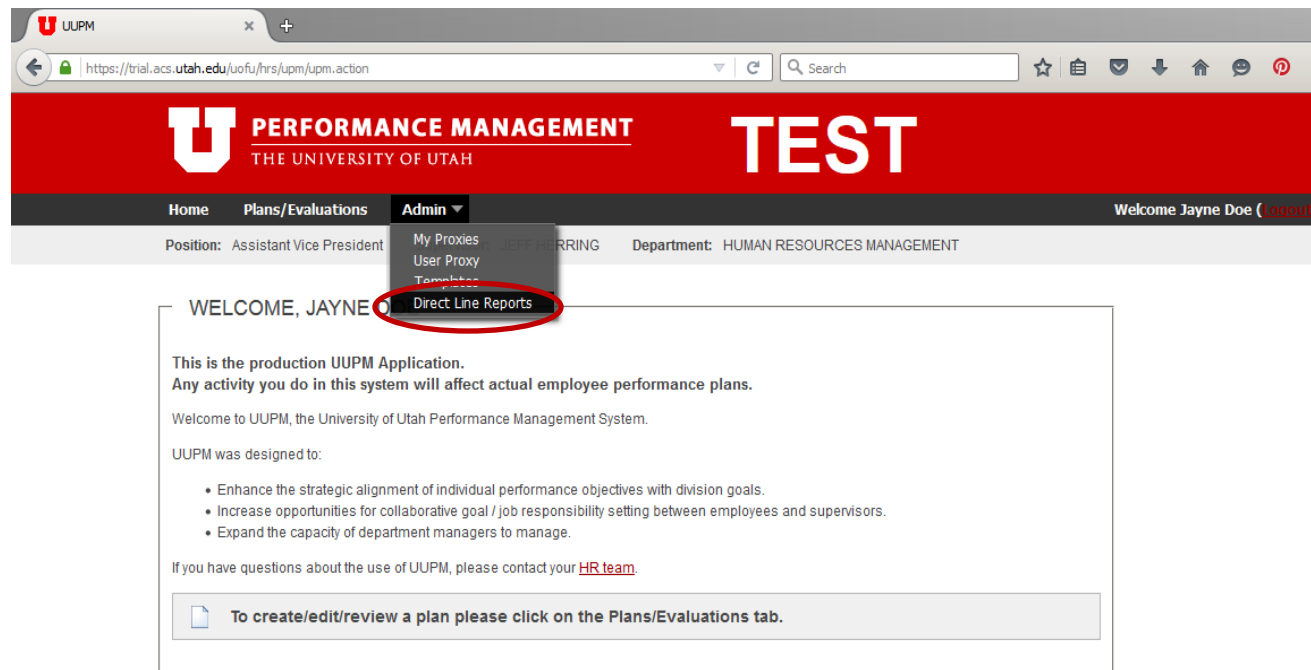 UUPM
https://trial.acs.utah.edu/uofu/hrs/upm/upm.action
Search
PERFORMANCE MANAGEMENT
THE UNIVERSITY OF UTAH
TEST
Home Plans/Evaluations Admin Welcome Jayne Doe (Logout
Position: Assistant Vice President JEFF HERRING Department: HUMAN RESOURCES MANAGEMENT
My Proxies
User Proxy
Templates
Direct Line Reports
WELCOME, JAYNE
This is the production UUPM Application.
Any activity you do in this system will affect actual employee performance plans.
Welcome to UUPM, the University of Utah Performance Management System.
UUPM was designed to:
• Enhance the strategic alignment of individual performance objectives with division goals.
• Increase opportunities for collaborative goal / job responsibility setting between employees and supervisors.
• Expand the capacity of department managers to manage.
If you have questions about the use of UUPM, please contact your HR team.
To create/edit/review a plan please click on the Plans/Evaluations tab.